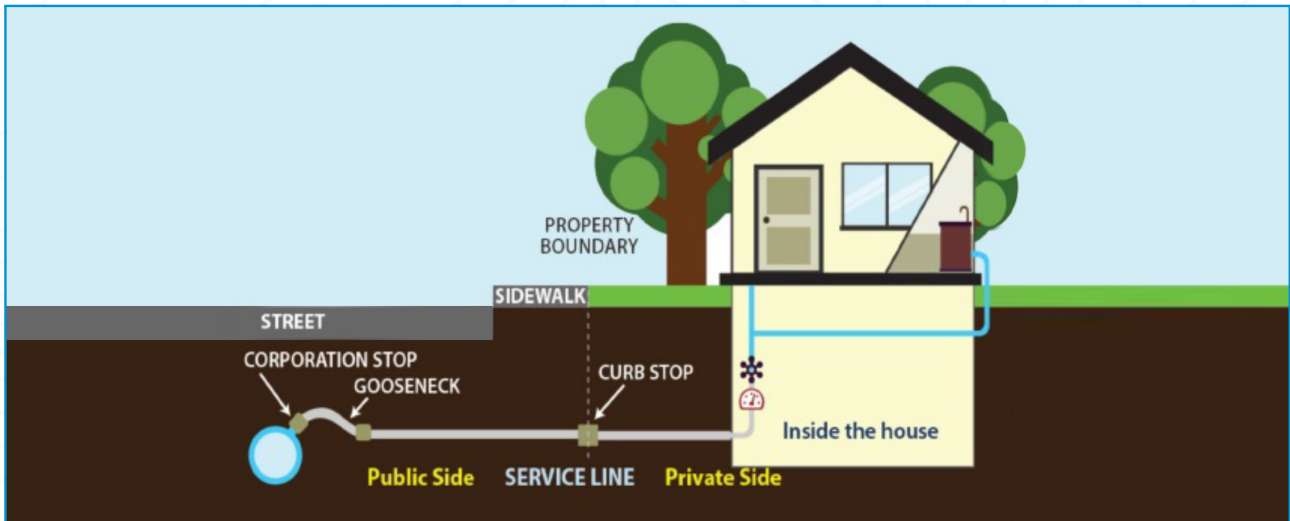 PROPERTY
BOUNDARY
SIDEWALK
STREET
CORPORATION STOP
GOOSENECK
CURB STOP
Inside the house
Public Side
SERVICE LINE
Private Side